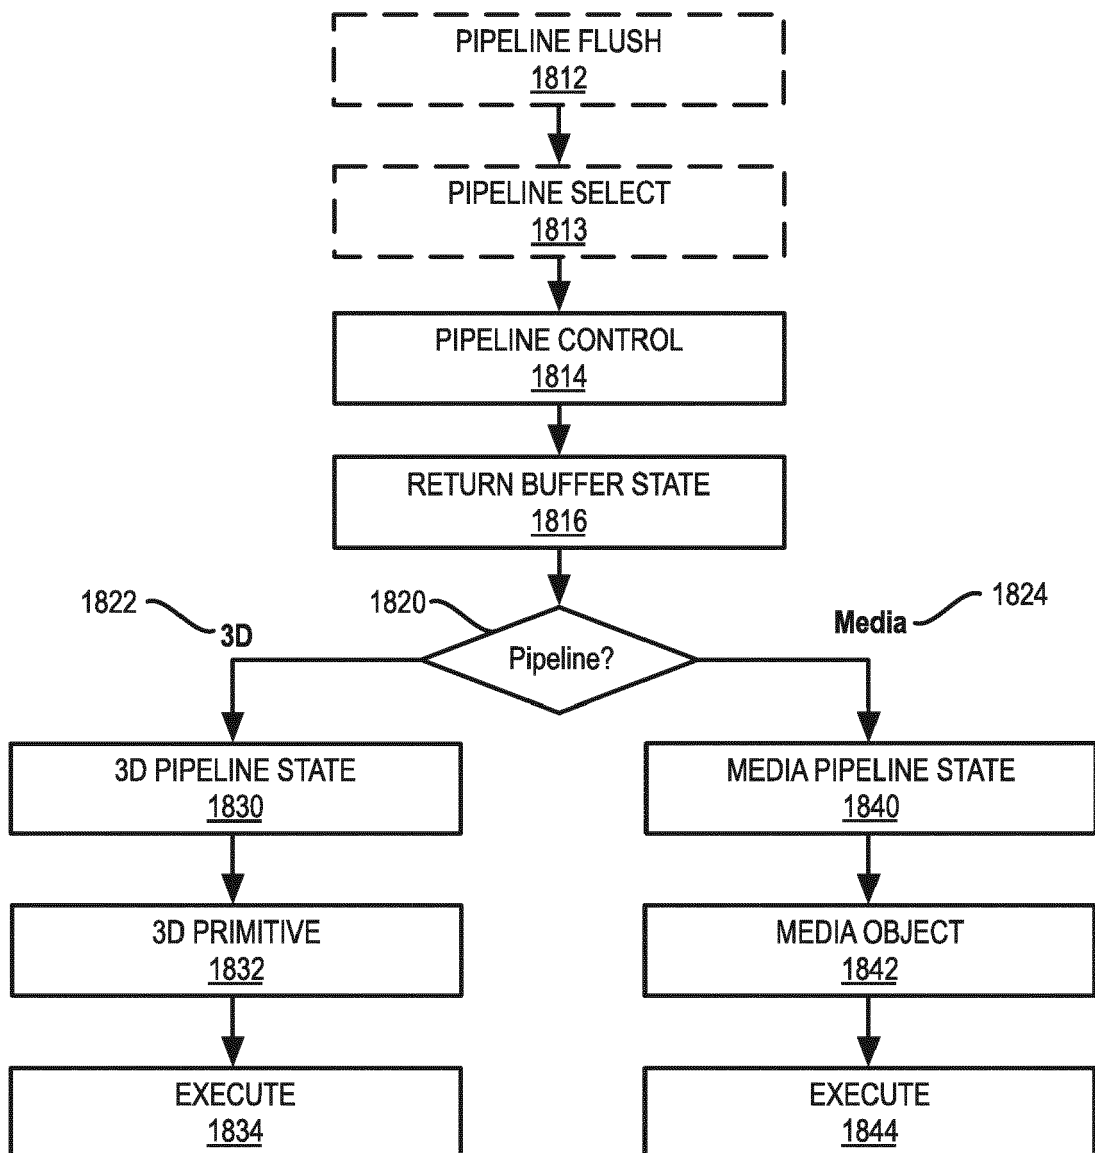 PIPELINE FLUSH
1812
PIPELINE SELECT
1813
PIPELINE CONTROL
1814
RETURN BUFFER STATE
1816
1822
3D
1820
Pipeline?
Media
1824
3D PIPELINE STATE
1830
MEDIA PIPELINE STATE
1840
3D PRIMITIVE
1832
MEDIA OBJECT
1842
EXECUTE
1834
EXECUTE
1844